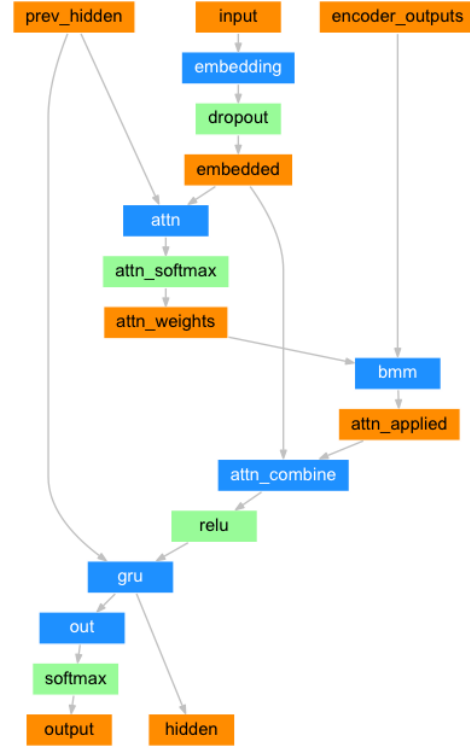 prev_hidden
input
encoder_outputs
embedding
dropout
embedded
attn
attn_softmax
attn_weights
bmm
attn_applied
attn_combine
relu
gru
out
softmax
output
hidden